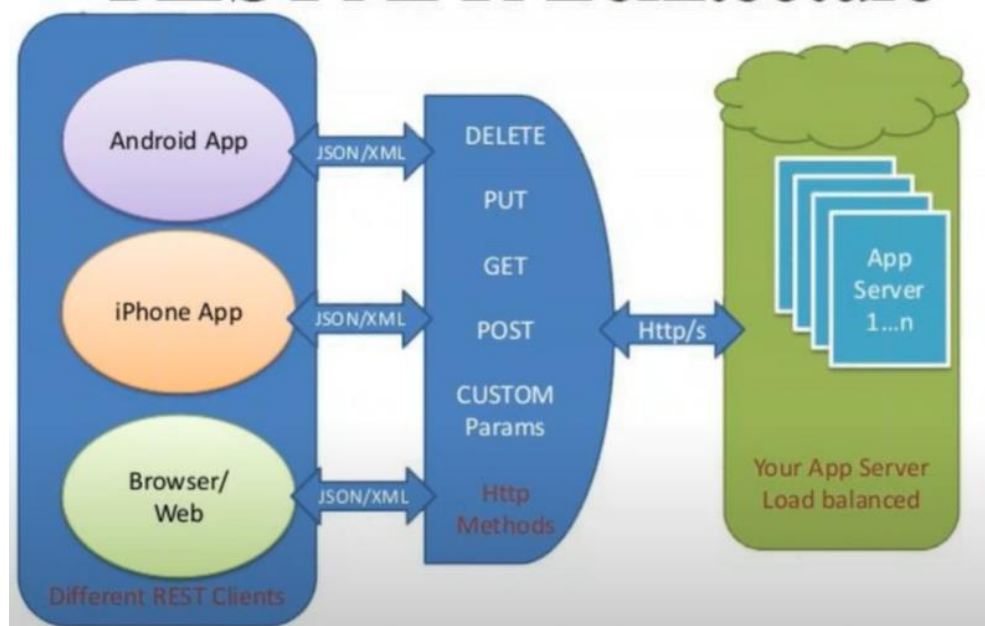 Android App
JSON/XML
iPhone App
JSON/XML
Browser/
Web
JSON/XML
Different REST Clients
DELETE
PUT
GET
POST
CUSTOM
Params
Http
Methods
Http/s
App
Server
1...n
Your App Server
Load balanced